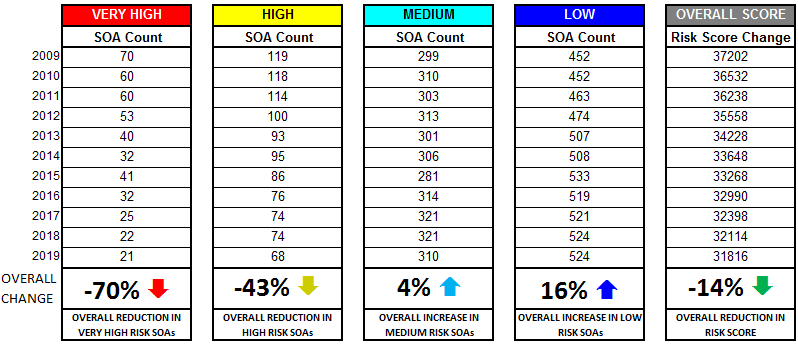 VERY HIGH HIGH MEDIUM LOW OVERALL SCORE
SOA Count SOA Count SOA Count SOA Count Risk Score Change
2009 70 119 299 452 37202
2010 60 118 310 452 36532
2011 60 114 303 463 36238
2012 53 100 313 474 35558
2013 40 93 301 507 34228
2014 32 95 306 508 33648
2015 41 86 281 533 33268
2016 32 76 314 519 32990
2017 25 74 321 521 32398
2018 22 74 321 524 32114
2019 21 68 310 524 31816
OVERALL CHANGE -70% -43% 4% 16% -14%
OVERALL REDUCTION IN OVERALL REDUCTION IN OVERALL INCREASE IN OVERALL INCREASE IN LOW OVERALL REDUCTION IN
VERY HIGH RISK SOAs HIGH RISK SOAs MEDIUM RISK SOAs RISK SOAs RISK SCORE